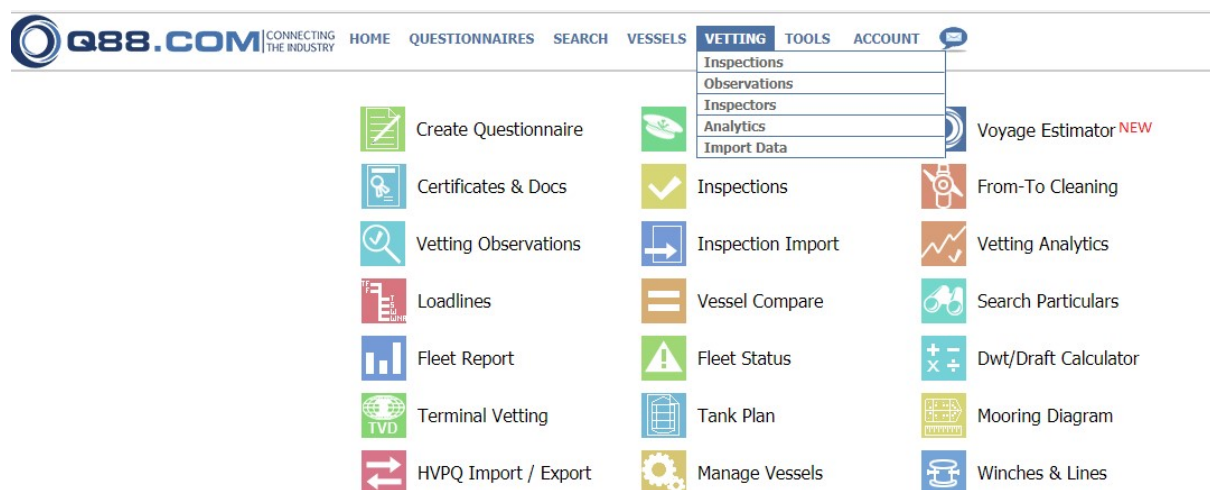 Q88.COM CONNECTING THE INDUSTRY HOME QUESTIONNAIRES SEARCH VESSELS VETTING TOOLS ACCOUNT
Inspections
Observations
Inspectors
Analytics
Import Data
Create Questionnaire
Voyage Estimator NEW
Certificates & Docs
Inspections
From-To Cleaning
Vetting Observations
Inspection Import
Vetting Analytics
Loadlines
Vessel Compare
Search Particulars
Fleet Report
Fleet Status
Dwt/Draft Calculator
TVD
Terminal Vetting
Tank Plan
Mooring Diagram
HVPQ Import / Export
Manage Vessels
Winches & Lines